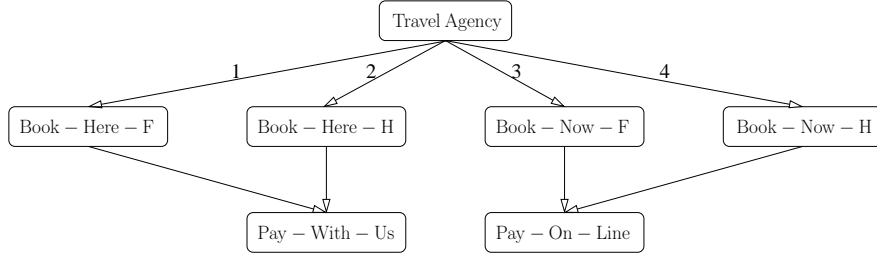 Travel Agency
1
2
3
4
Book – Here – F
Book – Here – H
Book – Now – F
Book – Now – H
Pay – With – Us
Pay – On – Line